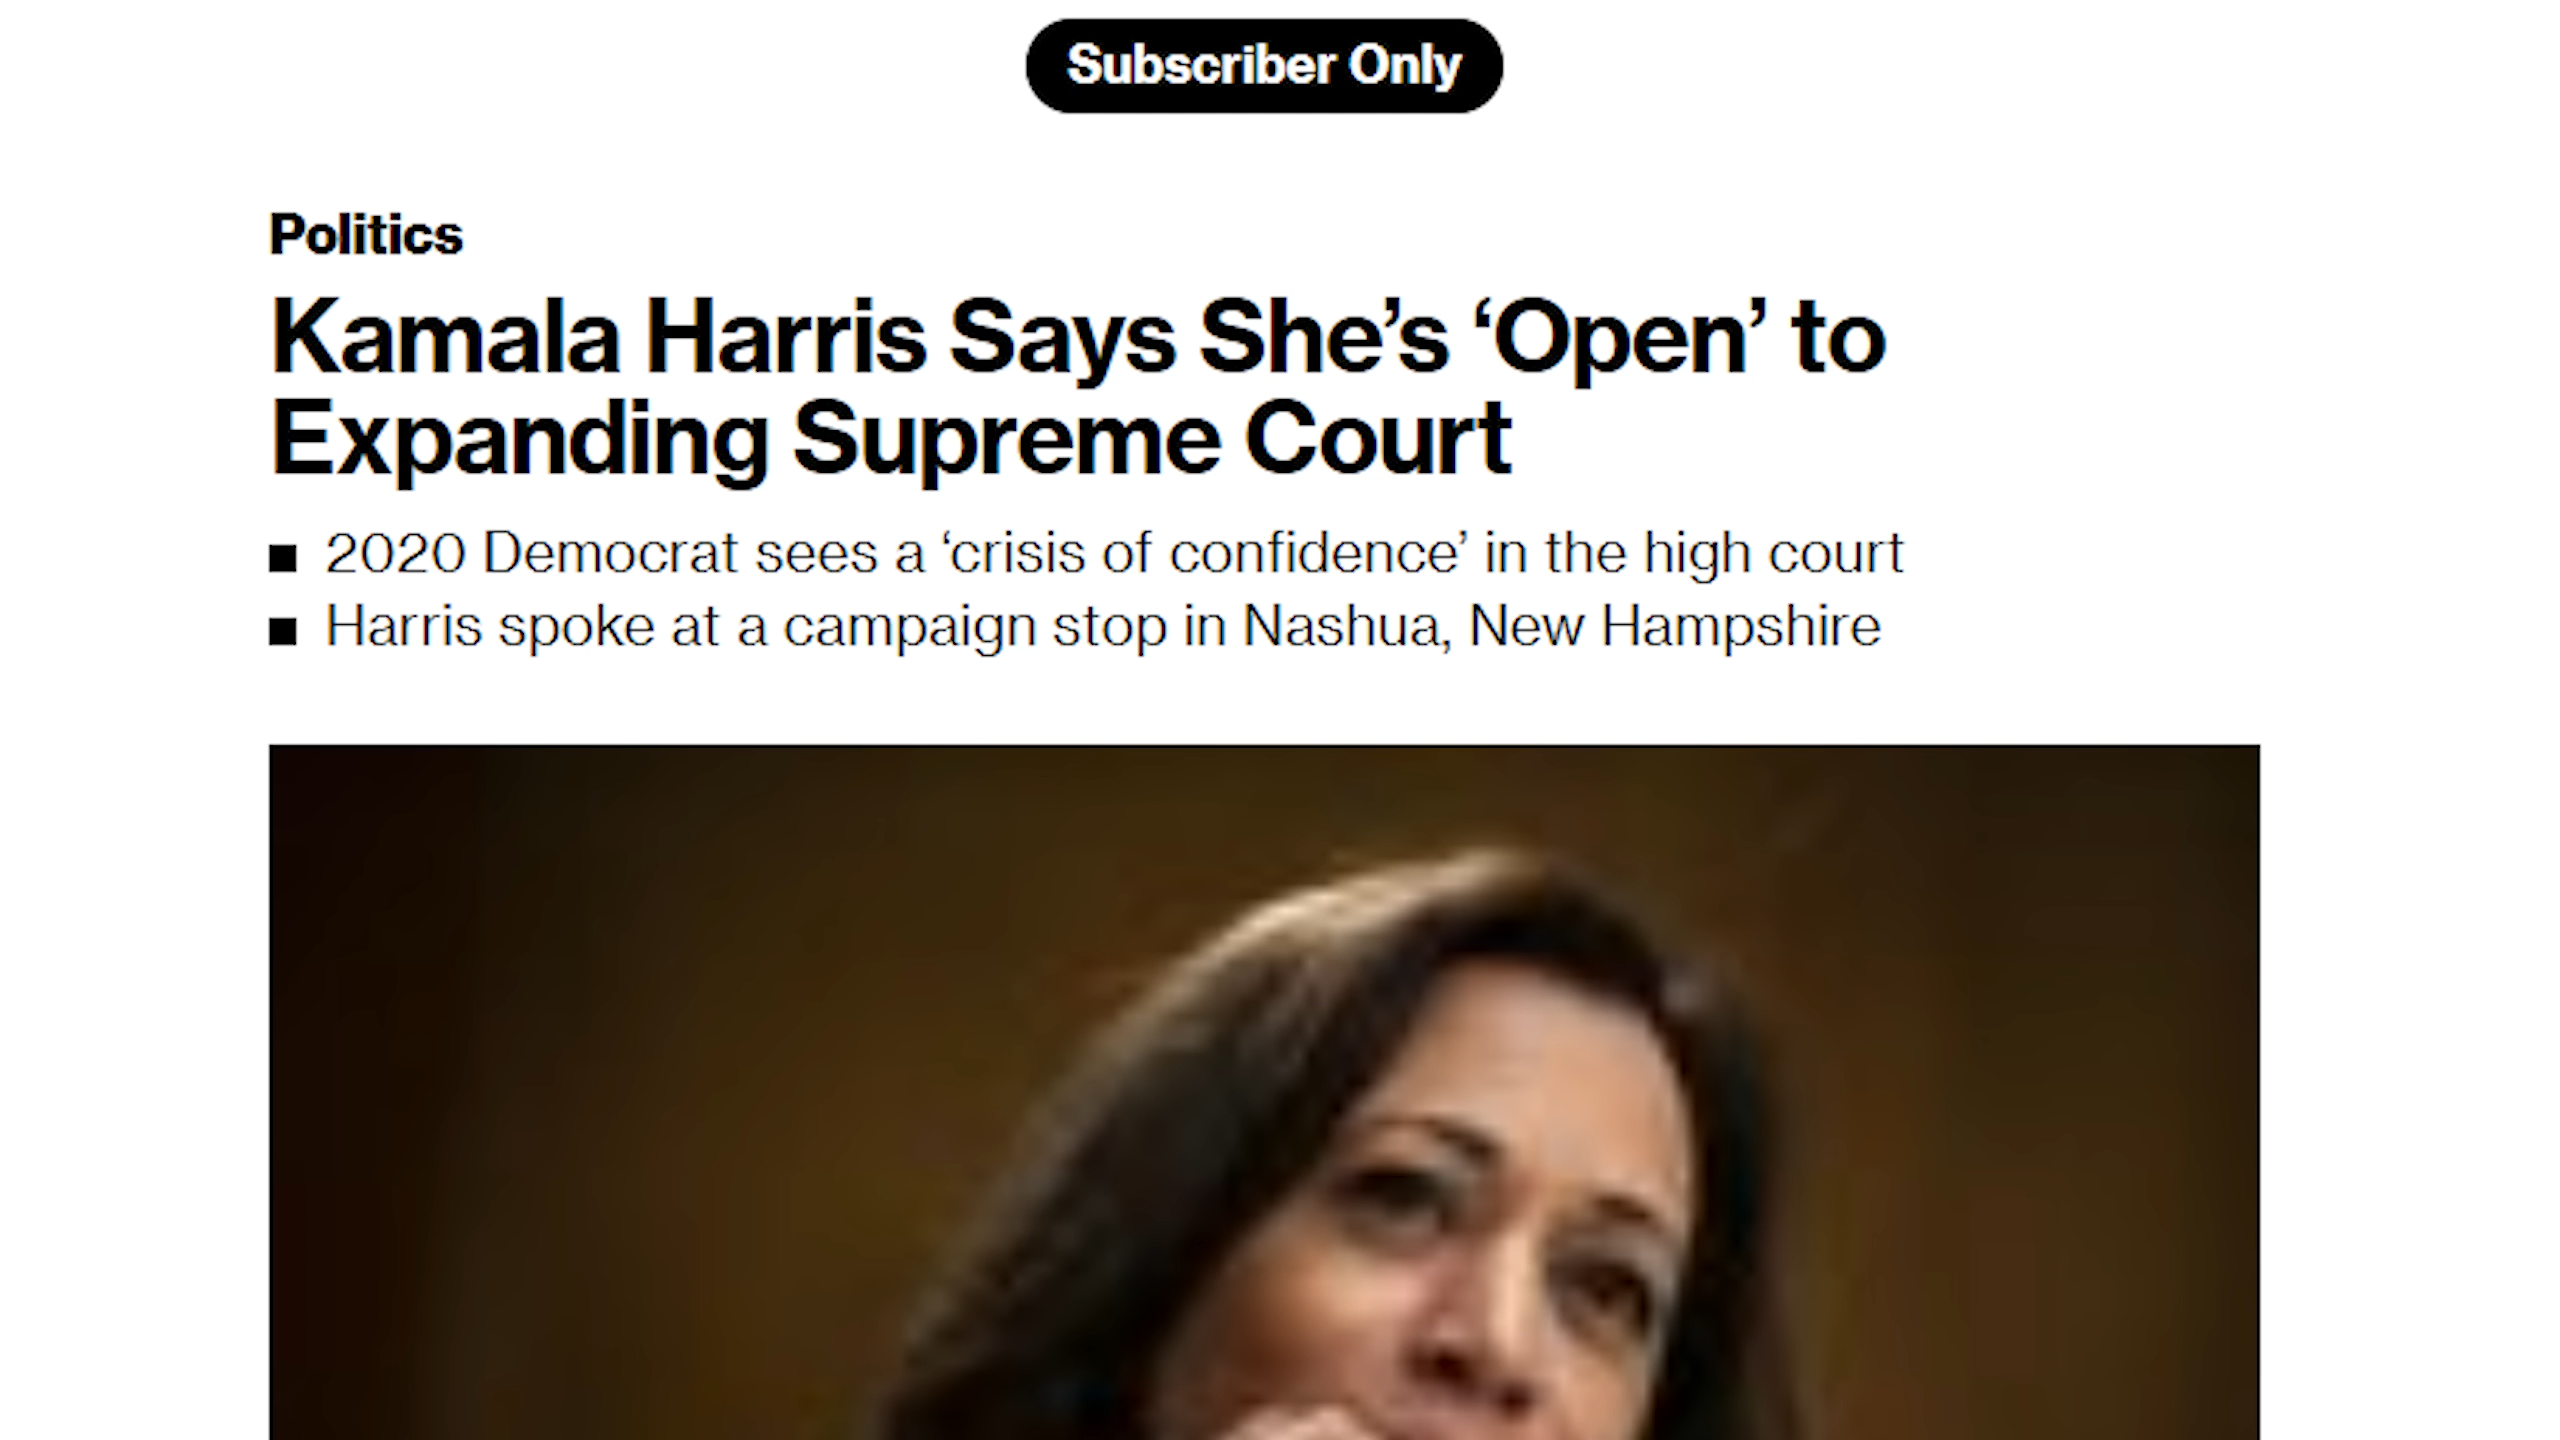 Subscriber Only
Politics
Kamala Harris Says She’s ‘Open’ to
Expanding Supreme Court
■ 2020 Democrat sees a ‘crisis of confidence’ in the high court
■ Harris spoke at a campaign stop in Nashua, New Hampshire